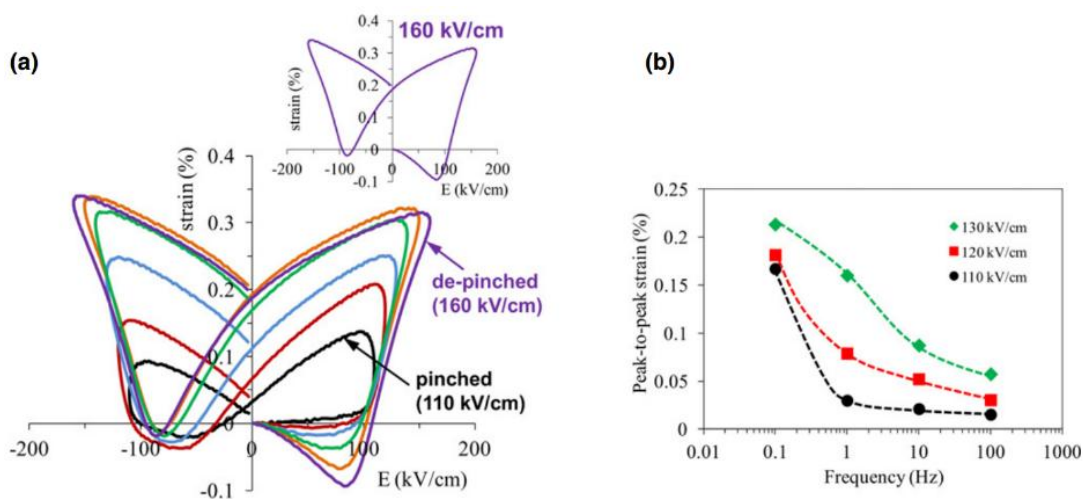 (a)
160 kV/cm
0.4
0.3
0.2
0.1
0
-0.1
strain (%)
-200
-100
0
100
200
E (kV/cm)
0.4
0.3
0.2
0.1
0
-0.1
strain (%)
de-pinched
(160 kV/cm)
pinched
(110 kV/cm)
-200
-100
0
100
200
E (kV/cm)
(b)
0.25
0.2
0.15
0.1
0.05
0
Peak-to-peak strain (%)
130 kV/cm
120 kV/cm
110 kV/cm
0.01
0.1
1
10
100
1000
Frequency (Hz)